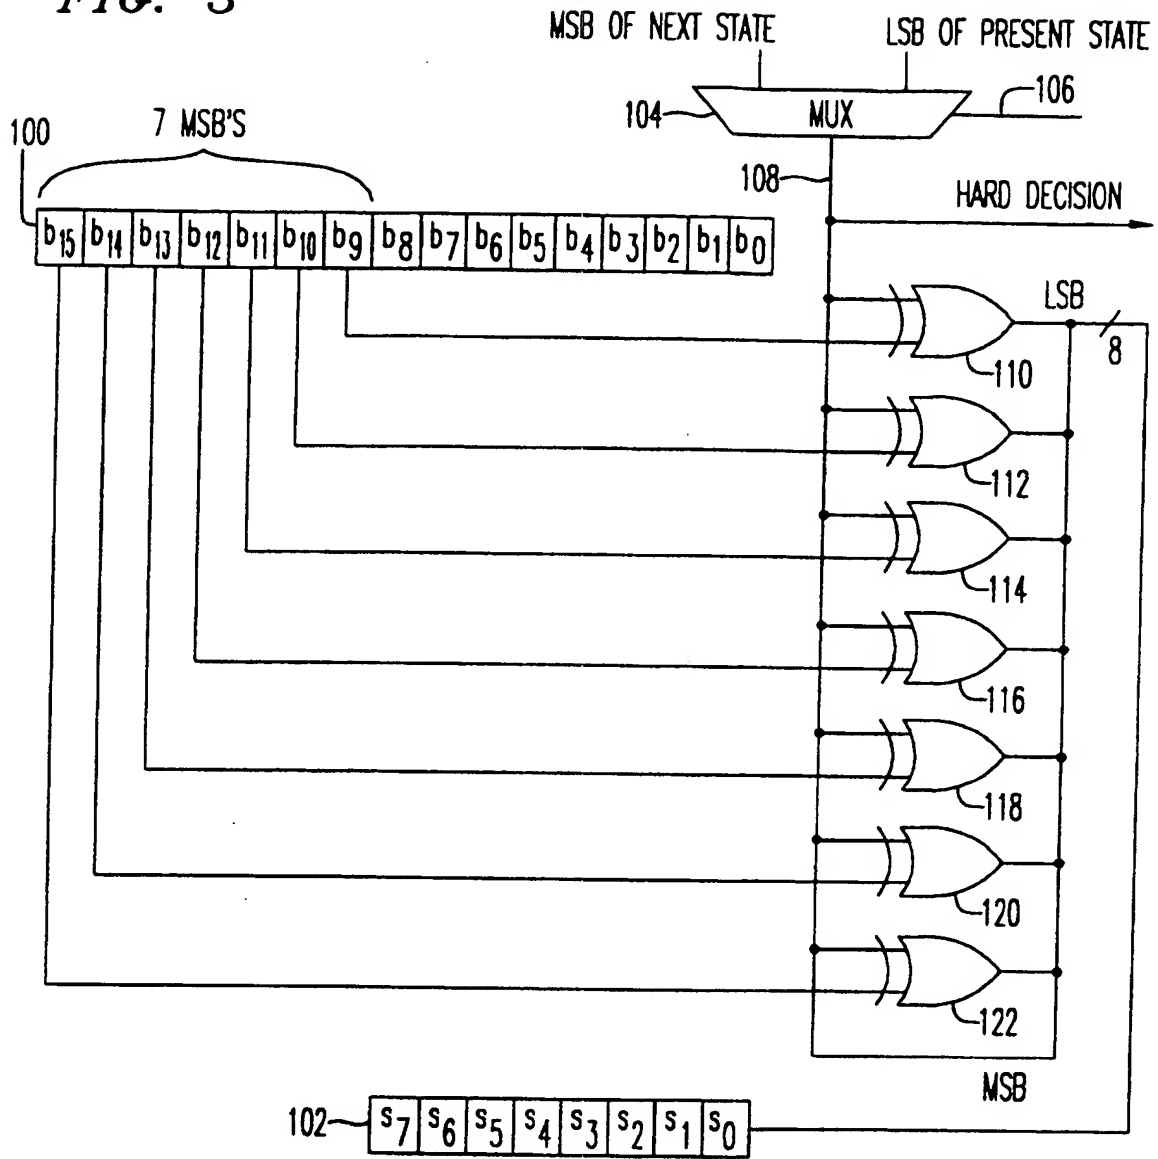 FIG. 3
MSB OF NEXT STATE
LSB OF PRESENT STATE
104
MUX
106
100
7 MSB'S
108
HARD DECISION
b15 b14 b13 b12 b11 b10 b9 b8 b7 b6 b5 b4 b3 b2 b1 b0
LSB
8
110
112
114
116
118
120
122
MSB
102
s7 s6 s5 s4 s3 s2 s1 s0